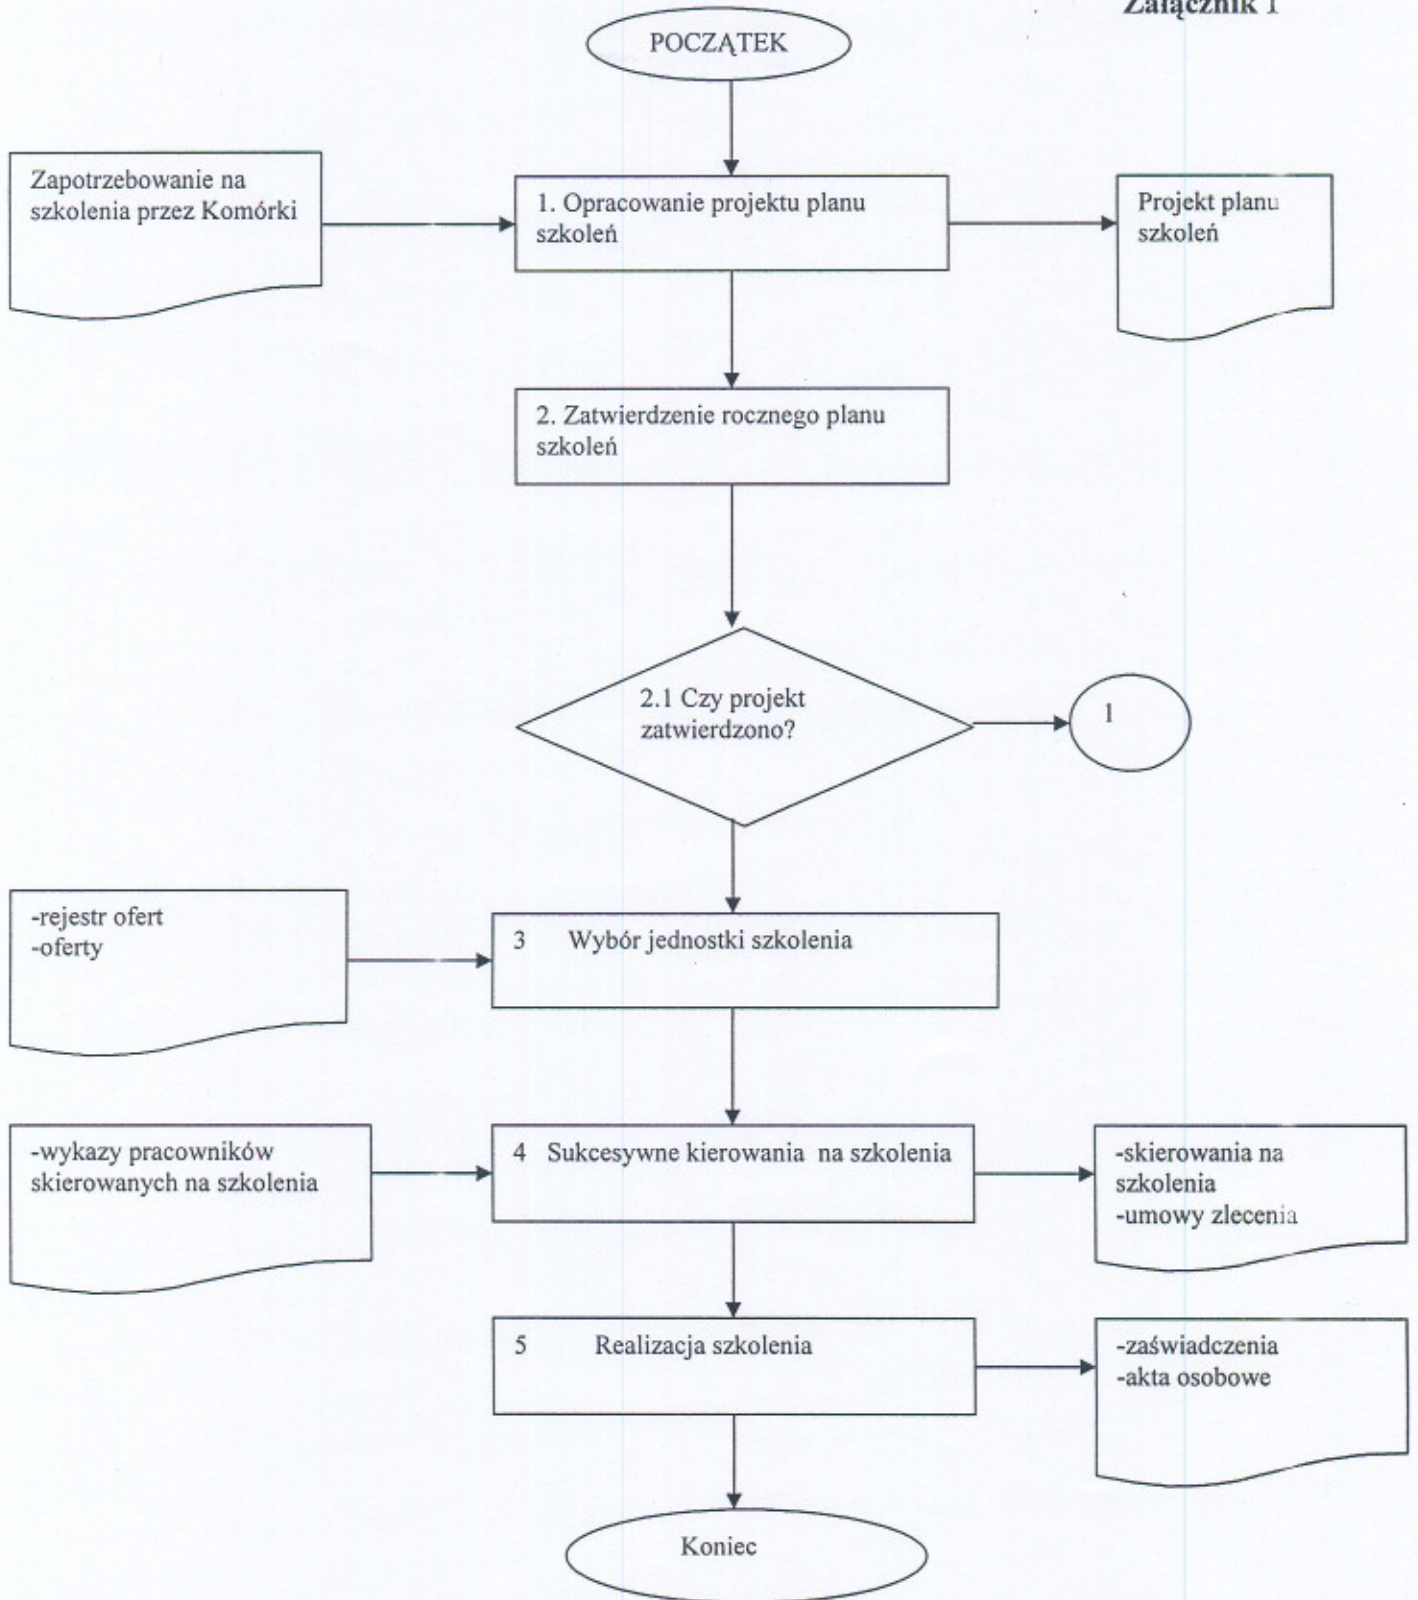 Załącznik 1
POCZĄTEK
Zapotrzebowanie na
szkolenia przez Komórki
1. Opracowanie projektu planu
szkoleń
Projekt planu
szkoleń
2. Zatwierdzenie rocznego planu
szkoleń
2.1 Czy projekt
zatwierdzono?
1
-rejestr ofert
-oferty
3 Wybór jednostki szkolenia
-wykazy pracowników
skierowanych na szkolenia
4 Sukcesywne kierowania na szkolenia
-skierowania na
szkolenia
-umowy zlecenia
5 Realizacja szkolenia
-zaświadczenia
-akta osobowe
Koniec